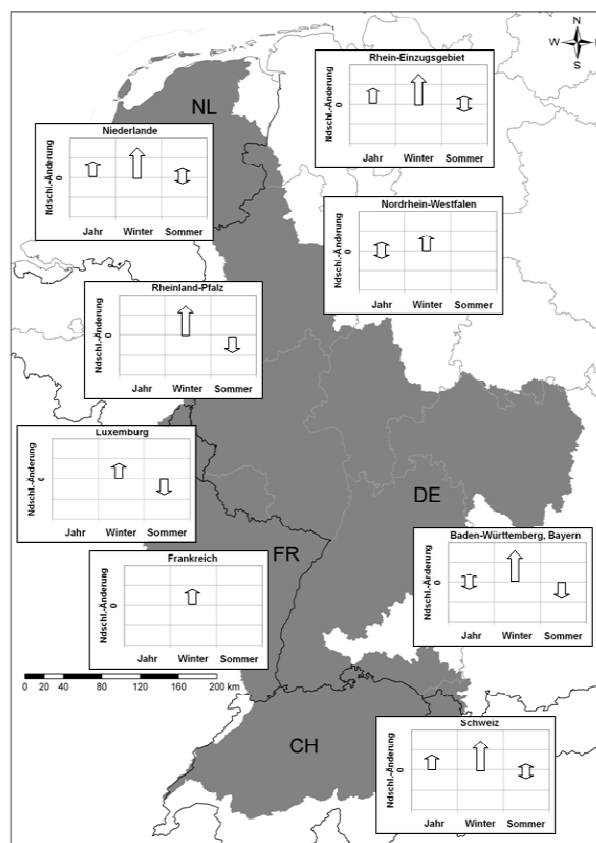 N
W E
S
Rhein-Einzugsgebiet
Ndschl.-Änderung
0
Jahr Winter Sommer
NL
Niederlande
Ndschl.-Änderung
0
Jahr Winter Sommer
Nordrhein-Westfalen
Ndschl.-Änderung
0
Jahr Winter Sommer
Rheinland-Pfalz
Ndschl.-Änderung
0
Jahr Winter Sommer
Luxemburg
Ndschl.-Änderung
0
Jahr Winter Sommer
DE
Baden-Württemberg, Bayern
Ndschl.-Änderung
0
Jahr Winter Sommer
FR
Frankreich
Ndschl.-Änderung
0
Jahr Winter Sommer
0 20 40 80 120 160 200 km
Schweiz
Ndschl.-Änderung
0
Jahr Winter Sommer
CH